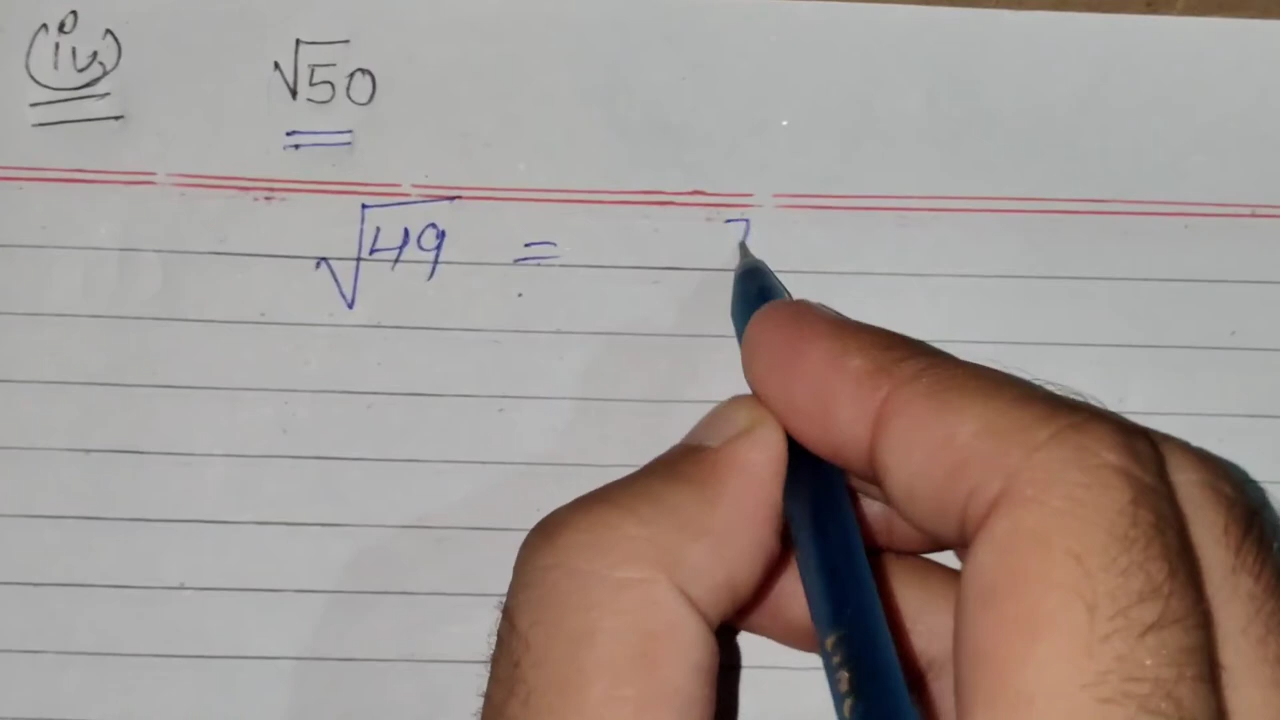 (iv) √50
√49 = 7